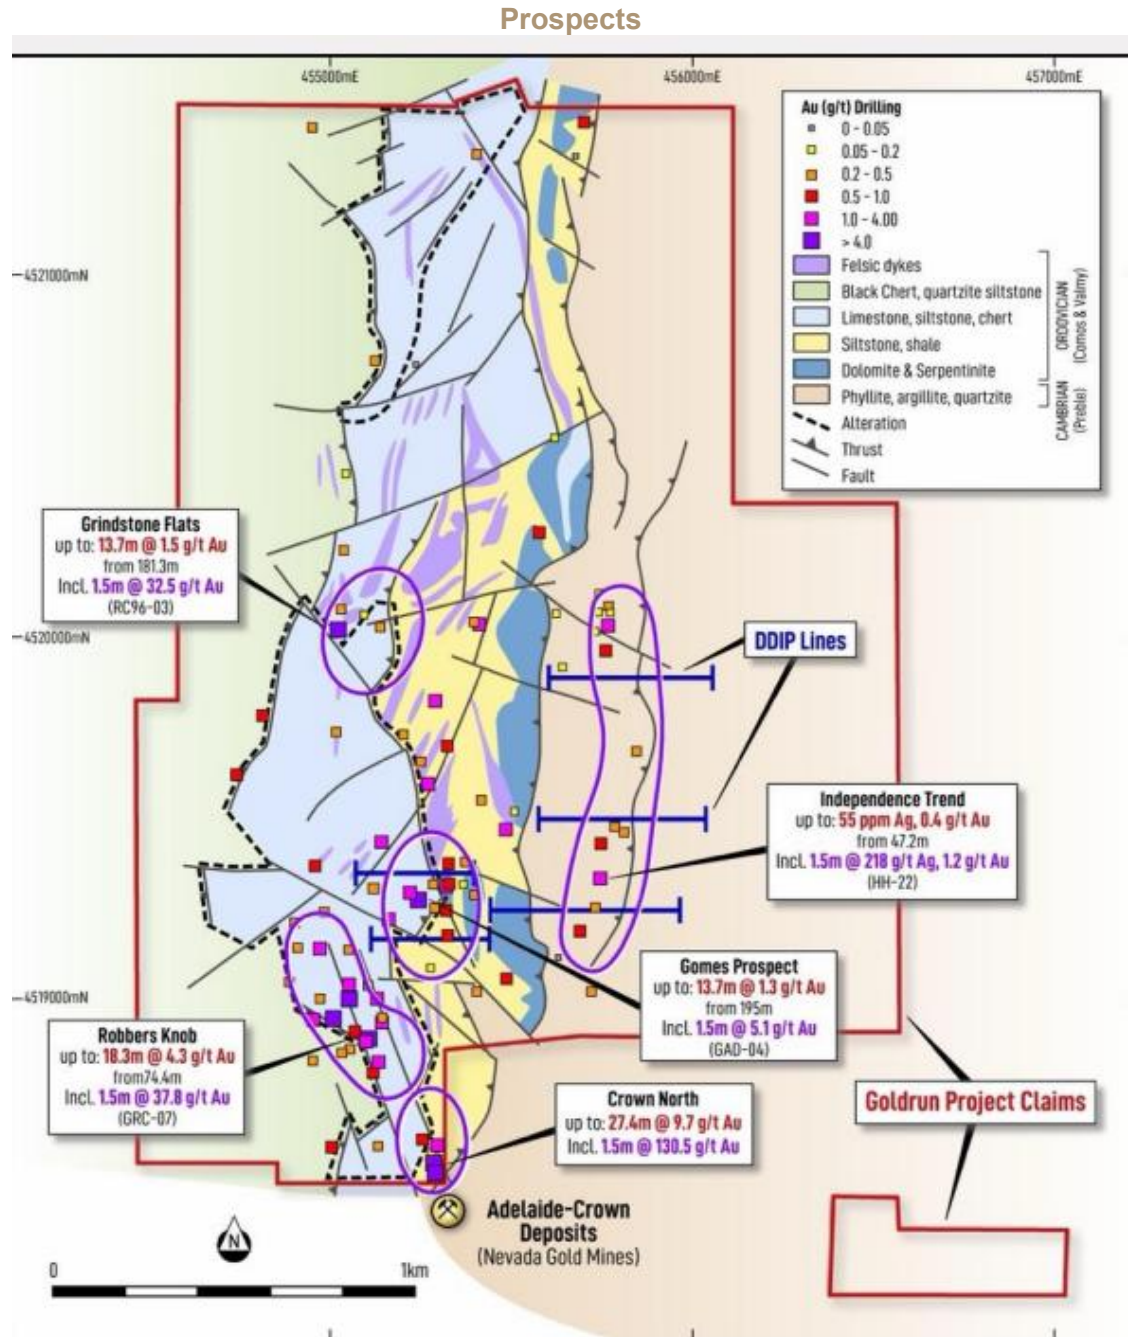 Prospects
455000mE
456000mE
457000mE
Au (g/t) Drilling
0 - 0.05
0.05 - 0.2
0.2 - 0.5
0.5 - 1.0
1.0 - 4.00
> 4.0
Felsic dykes
Black Chert, quartzite siltstone
Limestone, siltstone, chert
Siltstone, shale
Dolomite & Serpentinite
Phyllite, argillite, quartzite
Alteration
Thrust
Fault
ORDOVICIAN
(Comos & Valmy)
CAMBRIAN
(Preble)
4521000mN
Grindstone Flats
up to: 13.7m @ 1.5 g/t Au
from 181.3m
Incl. 1.5m @ 32.5 g/t Au
(RC96-03)
4520000mN
DDIP Lines
Independence Trend
up to: 55 ppm Ag, 0.4 g/t Au
from 47.2m
Incl. 1.5m @ 218 g/t Ag, 1.2 g/t Au
(HH-22)
Gomes Prospect
up to: 13.7m @ 1.3 g/t Au
from 195m
Incl. 1.5m @ 5.1 g/t Au
(GAD-04)
4519000mN
Robbers Knob
up to: 18.3m @ 4.3 g/t Au
from74.4m
Incl. 1.5m @ 37.8 g/t Au
(GRC-07)
Crown North
up to: 27.4m @ 9.7 g/t Au
Incl. 1.5m @ 130.5 g/t Au
Goldrun Project Claims
Adelaide-Crown
Deposits
(Nevada Gold Mines)
N
0
1km